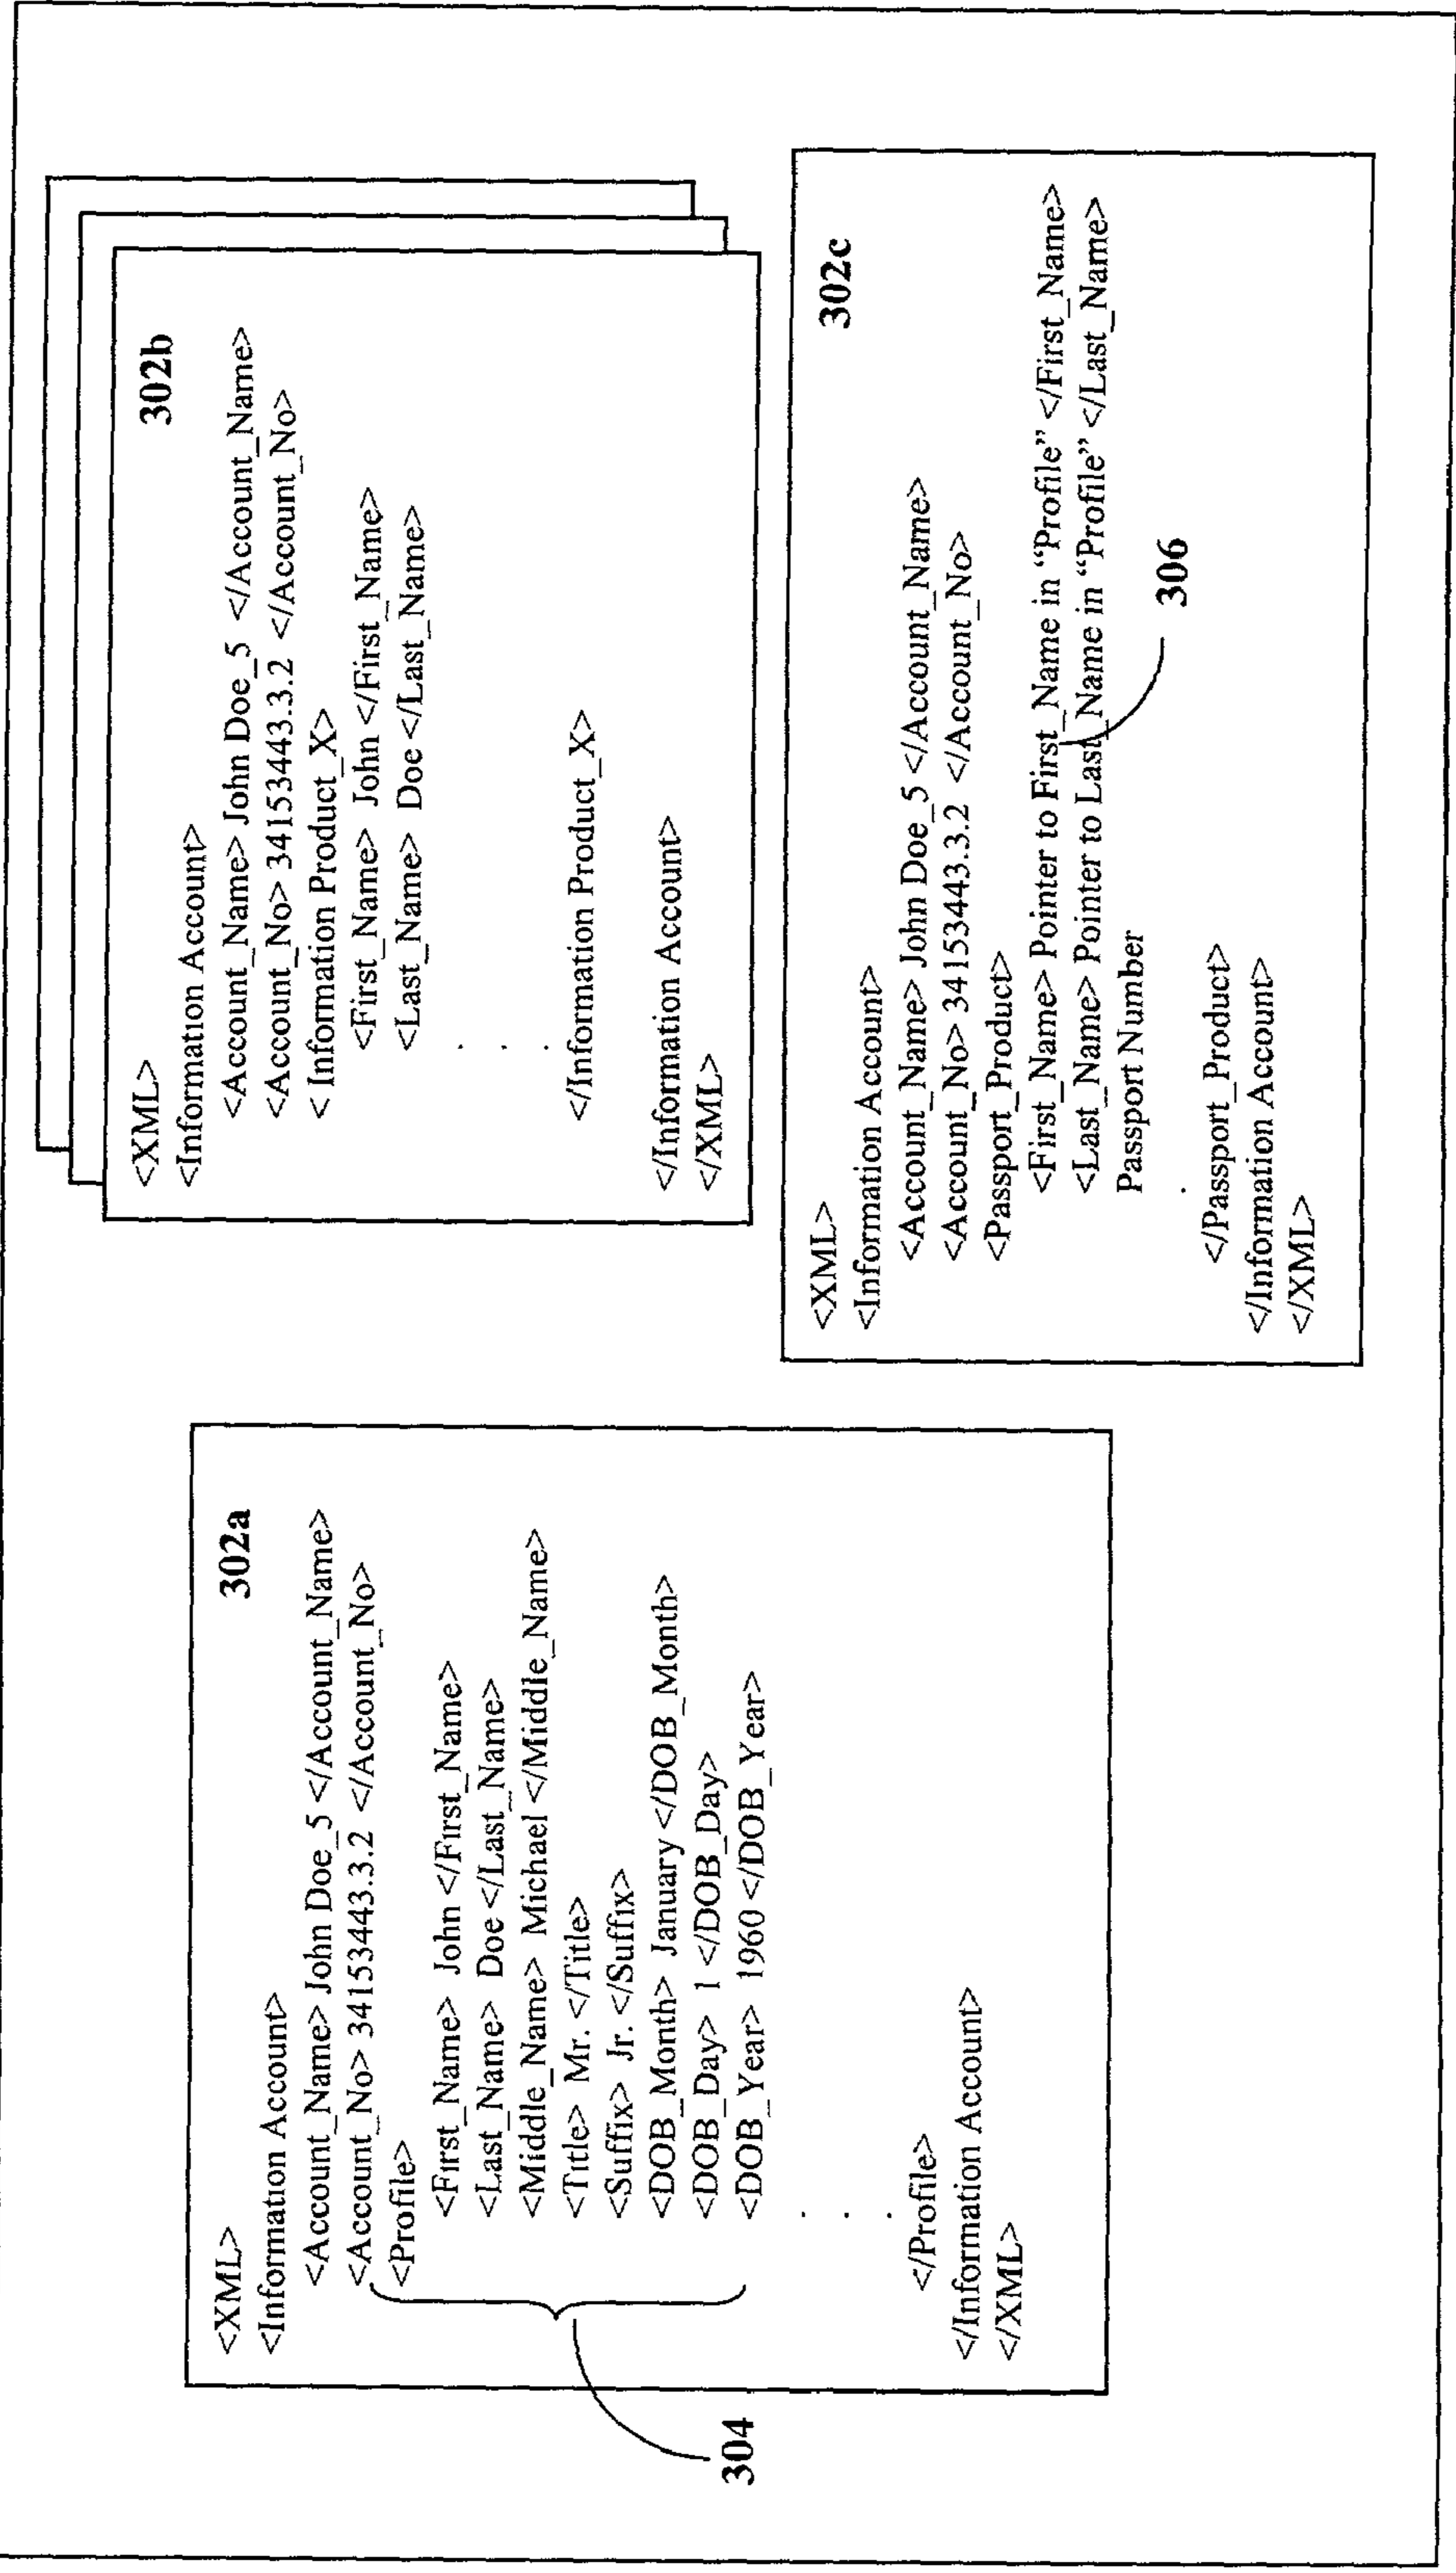 <XML>
<Information Account>
<Account_Name> John Doe_5 </Account_Name>
<Account_No> 34153443.3.2 </Account_No>
<Profile>
<First_Name> John </First_Name>
<Last_Name> Doe </Last_Name>
<Middle_Name> Michael </Middle_Name>
<Title> Mr. </Title>
<Suffix> Jr. </Suffix>
<DOB_Month> January </DOB_Month>
<DOB_Day> 1 </DOB_Day>
<DOB_Year> 1960 </DOB_Year>
.
.
.
</Profile>
</Information Account>
</XML>
302a
304
<XML>
<Information Account>
<Account_Name> John Doe_5 </Account_Name>
<Account_No> 34153443.3.2 </Account_No>
< Information Product_X>
<First_Name> John </First_Name>
<Last_Name> Doe </Last_Name>
.
.
.
</Information Product_X>
</Information Account>
</XML>
302b
<XML>
<Information Account>
<Account_Name> John Doe_5 </Account_Name>
<Account_No> 34153443.3.2 </Account_No>
<Passport_Product>
<First_Name> Pointer to First_Name in “Profile” </First_Name>
<Last_Name> Pointer to Last_Name in “Profile” </Last_Name>
Passport Number
.
</Passport_Product>
</Information Account>
</XML>
302c
306